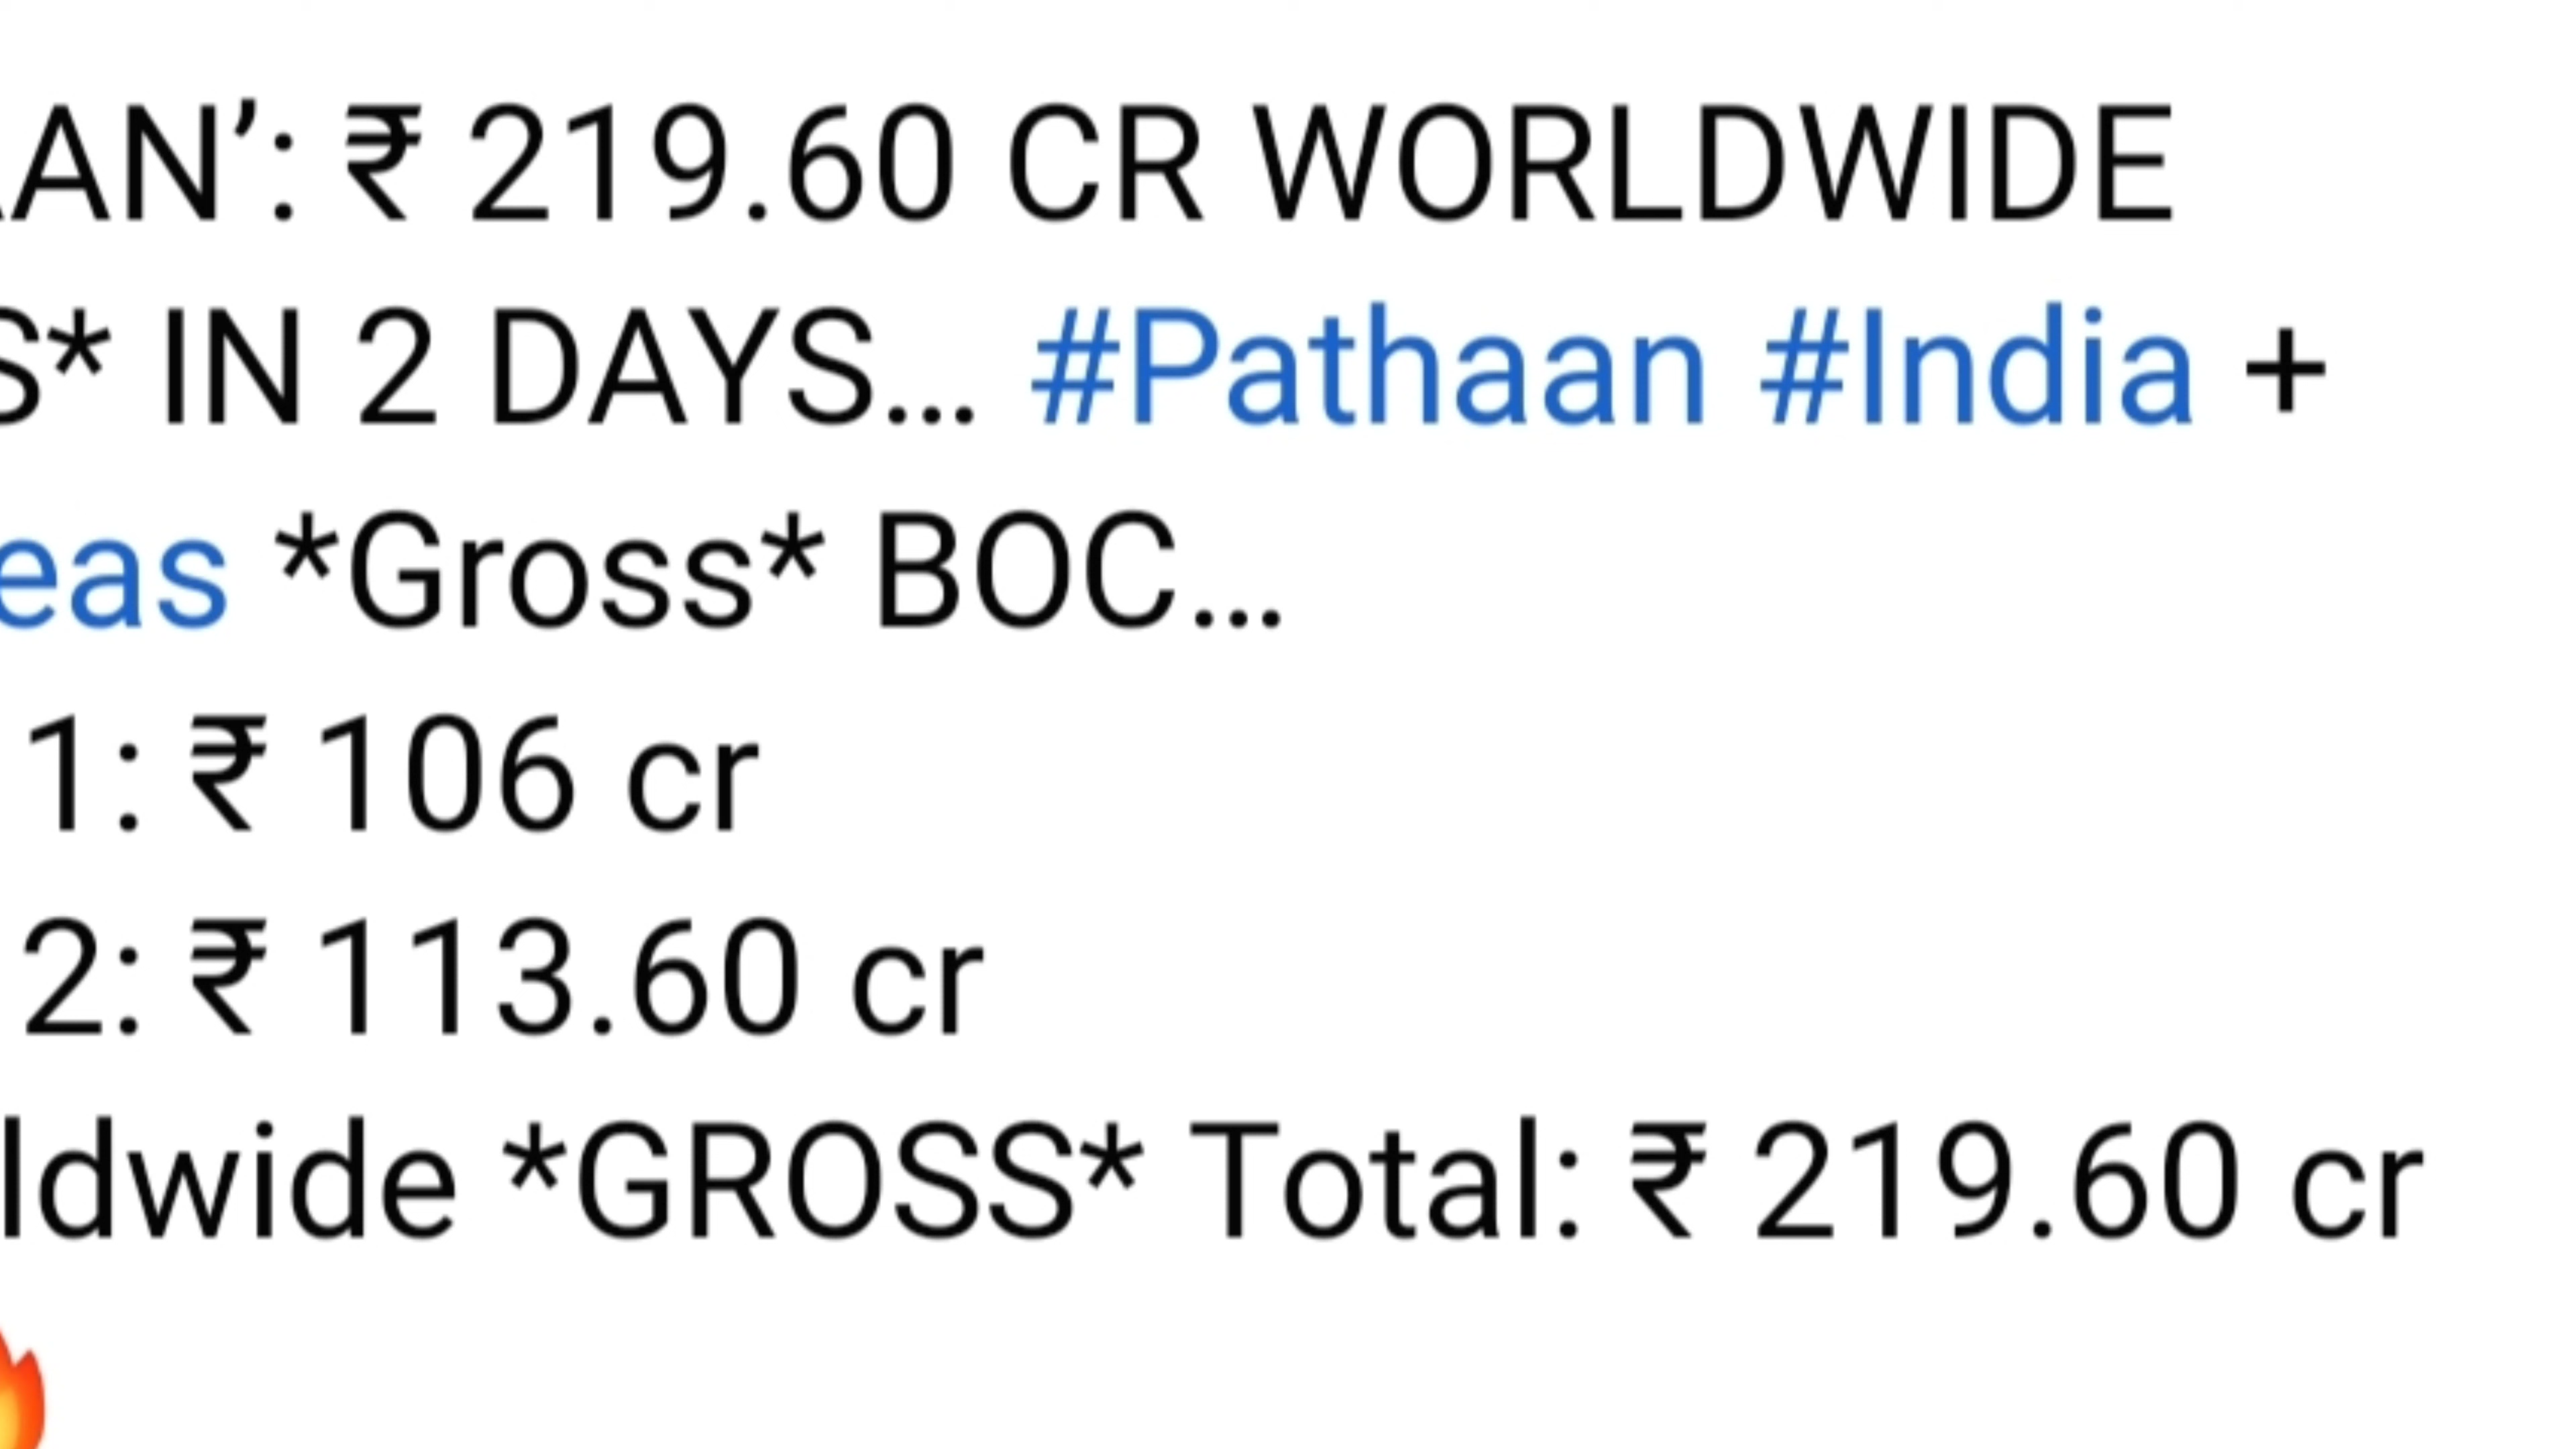 AAN’: ₹ 219.60 CR WORLDWIDE
S* IN 2 DAYS… #Pathaan #India +
eas *Gross* BOC…
1: ₹ 106 cr
2: ₹ 113.60 cr
ldwide *GROSS* Total: ₹ 219.60 cr